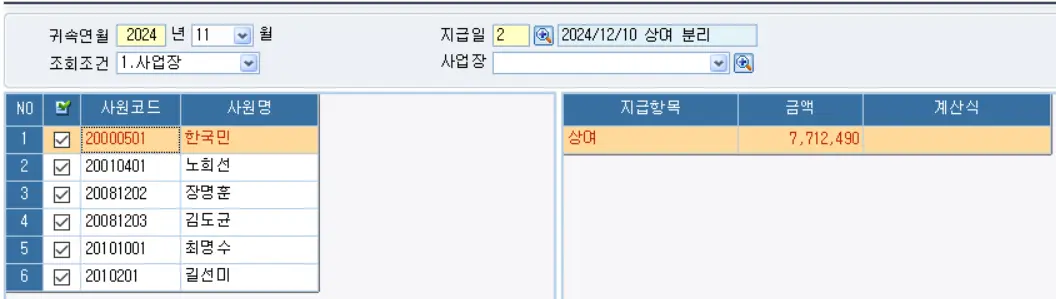 귀속연월 2024 년 11 월 지급일 2 2024/12/10 상여 분리
조회조건 1.사업장 사업장
NO 사원코드 사원명
1 20000501 한국민
2 20010401 노희선
3 20081202 장명훈
4 20081203 김도균
5 20101001 최명수
6 2010201 길선미
지급항목 금액 계산식
상여 7,712,490